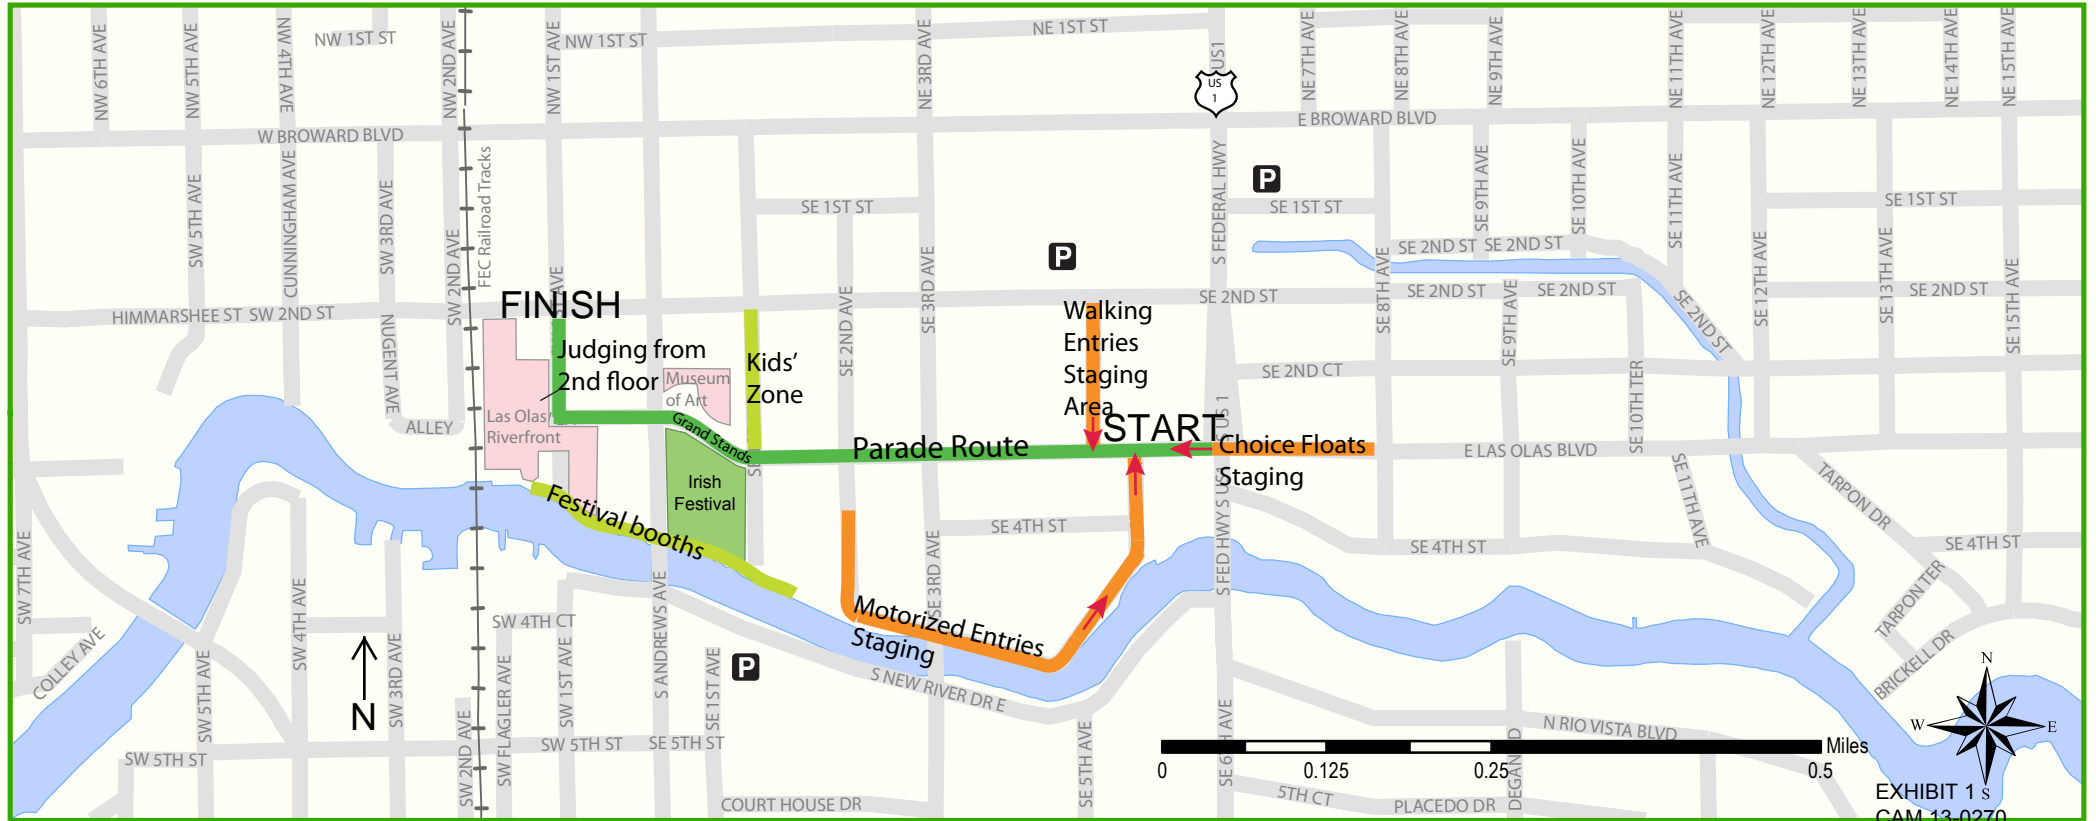 NW 1ST ST
NW 1ST ST
NE 1ST ST
NW 6TH AVE
NW 5TH AVE
NW 4TH AVE
NW 2ND AVE
NW 1ST AVE
NE 3RD AVE
US1
US
1
NE 7TH AVE
NE 8TH AVE
NE 9TH AVE
NE 11TH AVE
NE 12TH AVE
NE 13TH AVE
NE 14TH AVE
NE 15TH AVE
W BROWARD BLVD
E BROWARD BLVD
SW 5TH AVE
CUNNINGHAM AVE
SW 3RD AVE
SW 2ND AVE
FEC Railroad Tracks
S FEDERAL HWY
P
SE 9TH AVE
SE 10TH AVE
SE 11TH AVE
SE 1ST ST
SE 1ST ST
SE 1ST ST
P
SE 2ND ST
SE 2ND ST
SE 8TH AVE
SE 12TH AVE
SE 13TH AVE
SE 15TH AVE
SE 2ND AVE
SE 3RD AVE
SE 2ND ST
SE 2ND ST
SE 2ND ST
SE 2ND ST
SE 2ND ST
HIMMARSHEE ST
SW 2ND ST
FINISH
AVE
NUGENT AVE
ALLEY
Judging from
2nd floor
Museum
of Art
Las Olas
Riverfront
Kids'
Zone
Walking
Entries
Staging
Area
START
US 1
SE 2ND CT
SE 9TH AVE
SE 10TH TER
Grand Stands
Parade Route
Choice Floats
Staging
E LAS OLAS BLVD
SE
Irish
Festival
Festival booths
SE 4TH ST
SE 4TH ST
SE 4TH ST
SE 11TH AVE
TARPON DR
TARPON TER
BRICKELL DR
S FED HWY S US
SE 3RD AVE
Motorized Entries
Staging
SW 7TH AVE
COLLEY AVE
SW 4TH AVE
SW 5TH AVE
SW 3RD AVE
N
SW 4TH CT
SW FLAGLER AVE
SW 1ST AVE
S ANDREWS AVE
SE 1ST AVE
P
S NEW RIVER DR E
SW 5TH ST
SW 5TH ST
SE 5TH ST
SW 2ND AVE
COURT HOUSE DR
SE 5TH AVE
SE 6TH AVE
N RIO VISTA BLVD
DEGAN
D
5TH CT
PLACEDO DR
Miles
0
0.125
0.25
0.5
N
W
E
S
EXHIBIT 1
CAM 13-0270